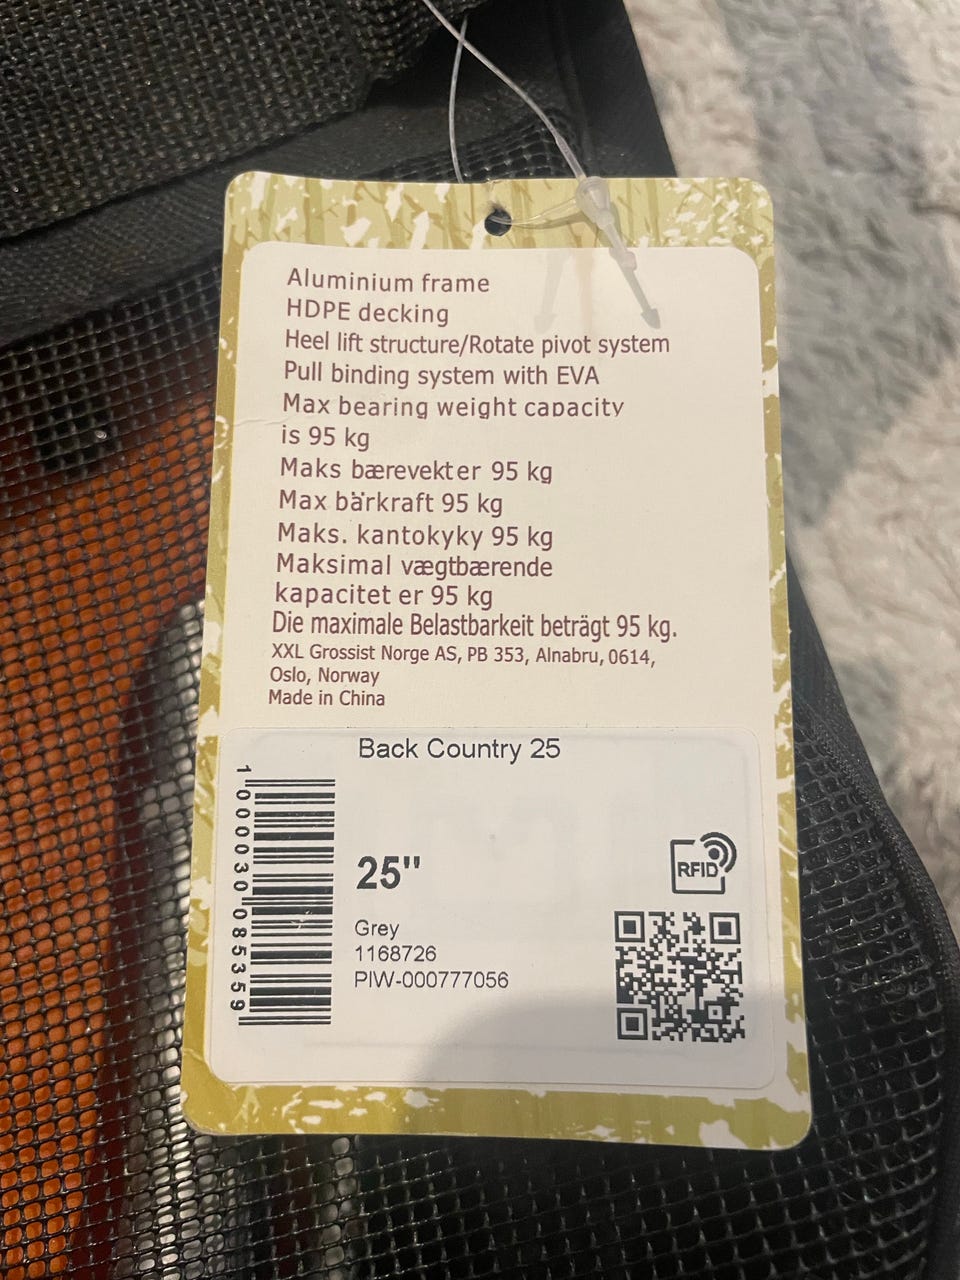 Aluminium frame
HDPE decking
Heel lift structure/Rotate pivot system
Pull binding system with EVA
Max bearing weight capacity
is 95 kg
Maks bærevekter 95 kg
Max bärkraft 95 kg
Maks. kantokyky 95 kg
Maksimal vægtbærende
kapacitet er 95 kg
Die maximale Belastbarkeit beträgt 95 kg.
XXL Grossist Norge AS, PB 353, Alnabru, 0614,
Oslo, Norway
Made in China
Back Country 25
1000030085359
25"
RFID
Grey
1168726
PIW-000777056